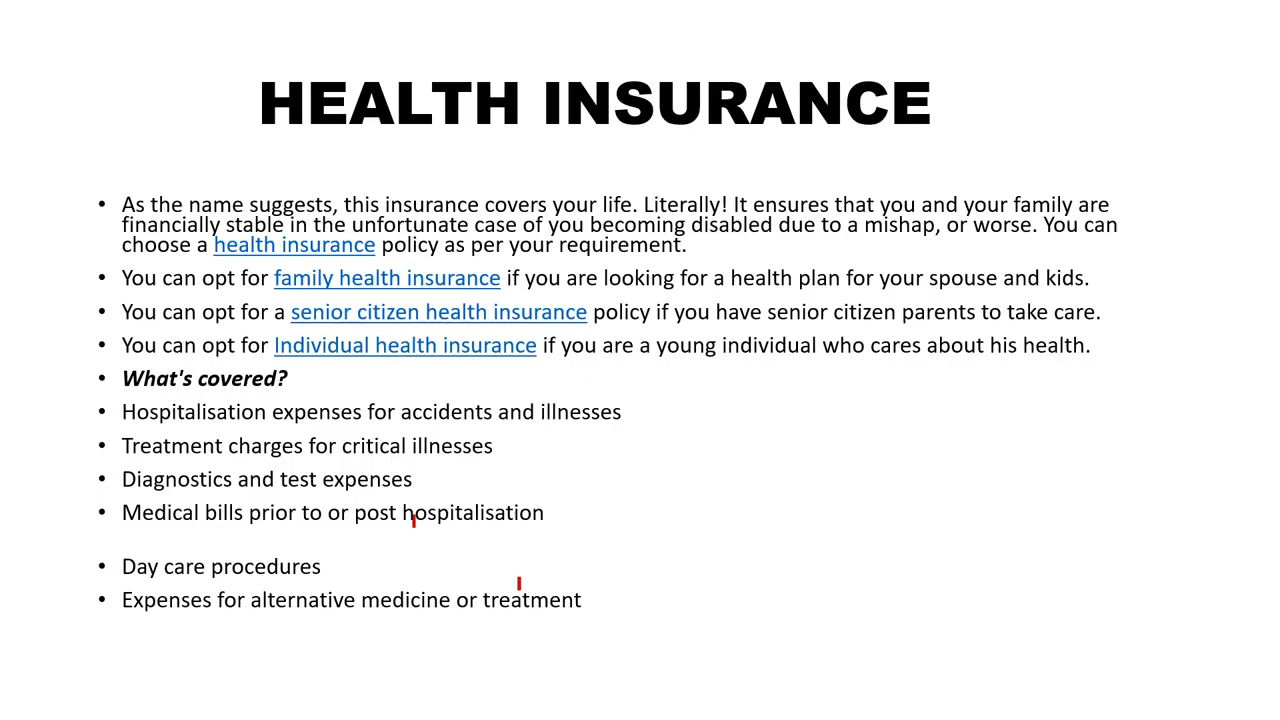 HEALTH INSURANCE
• As the name suggests, this insurance covers your life. Literally! It ensures that you and your family are
financially stable in the unfortunate case of you becoming disabled due to a mishap, or worse. You can
choose a health insurance policy as per your requirement.
• You can opt for family health insurance if you are looking for a health plan for your spouse and kids.
• You can opt for a senior citizen health insurance policy if you have senior citizen parents to take care.
• You can opt for Individual health insurance if you are a young individual who cares about his health.
• What's covered?
• Hospitalisation expenses for accidents and illnesses
• Treatment charges for critical illnesses
• Diagnostics and test expenses
• Medical bills prior to or post hospitalisation
• Day care procedures
• Expenses for alternative medicine or treatment